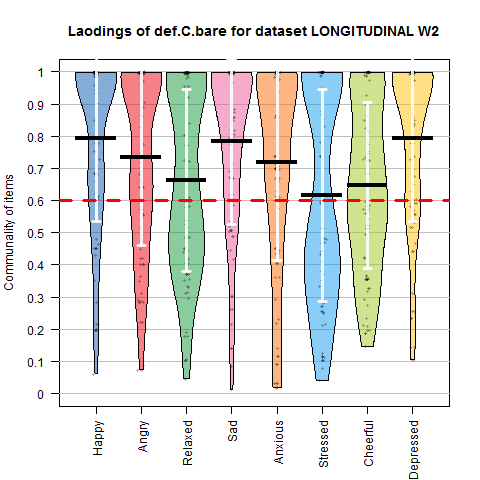 Laodings of def.C.bare for dataset LONGITUDINAL W2
Communality of items
1
0.9
0.8
0.7
0.6
0.5
0.4
0.3
0.2
0.1
0
Happy
Angry
Relaxed
Sad
Anxious
Stressed
Cheerful
Depressed